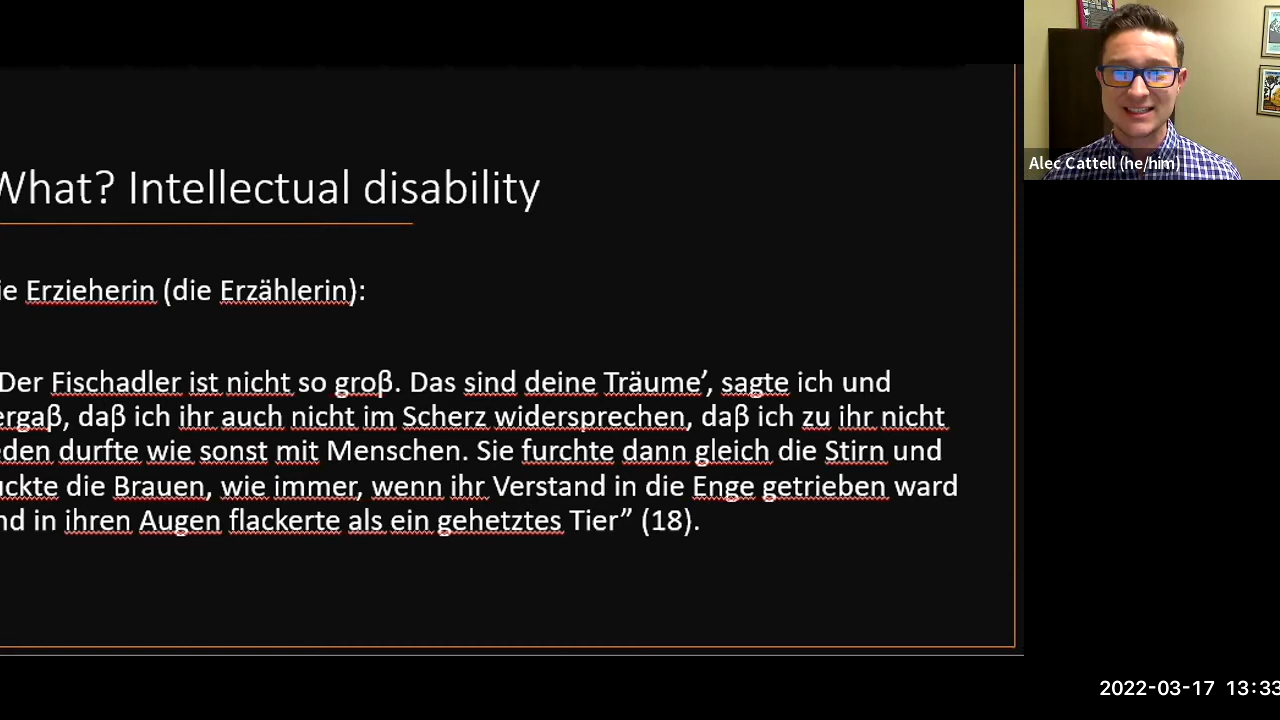 What? Intellectual disability
ie Erzieherin (die Erzählerin):
Der Fischadler ist nicht so groβ. Das sind deine Träume’, sagte ich und
ergaβ, daβ ich ihr auch nicht im Scherz widersprechen, daβ ich zu ihr nicht
eden durfte wie sonst mit Menschen. Sie furchte dann gleich die Stirn und
uckte die Brauen, wie immer, wenn ihr Verstand in die Enge getrieben ward
nd in ihren Augen flackerte als ein gehetztes Tier” (18).
Alec Cattell (he/him)
2022-03-17 13:33